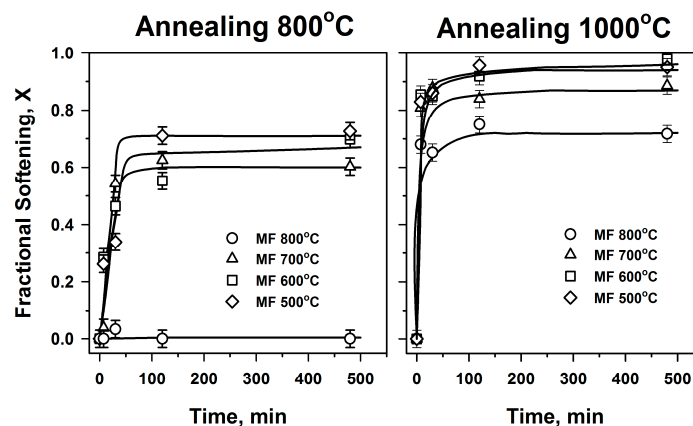 Annealing 800°C
Annealing 1000°C
Fractional Softening, X
1.0
0.8
0.6
0.4
0.2
0.0
MF 800°C
MF 700°C
MF 600°C
MF 500°C
0 100 200 300 400 500
Time, min
MF 800°C
MF 700°C
MF 600°C
MF 500°C
0 100 200 300 400 500
Time, min